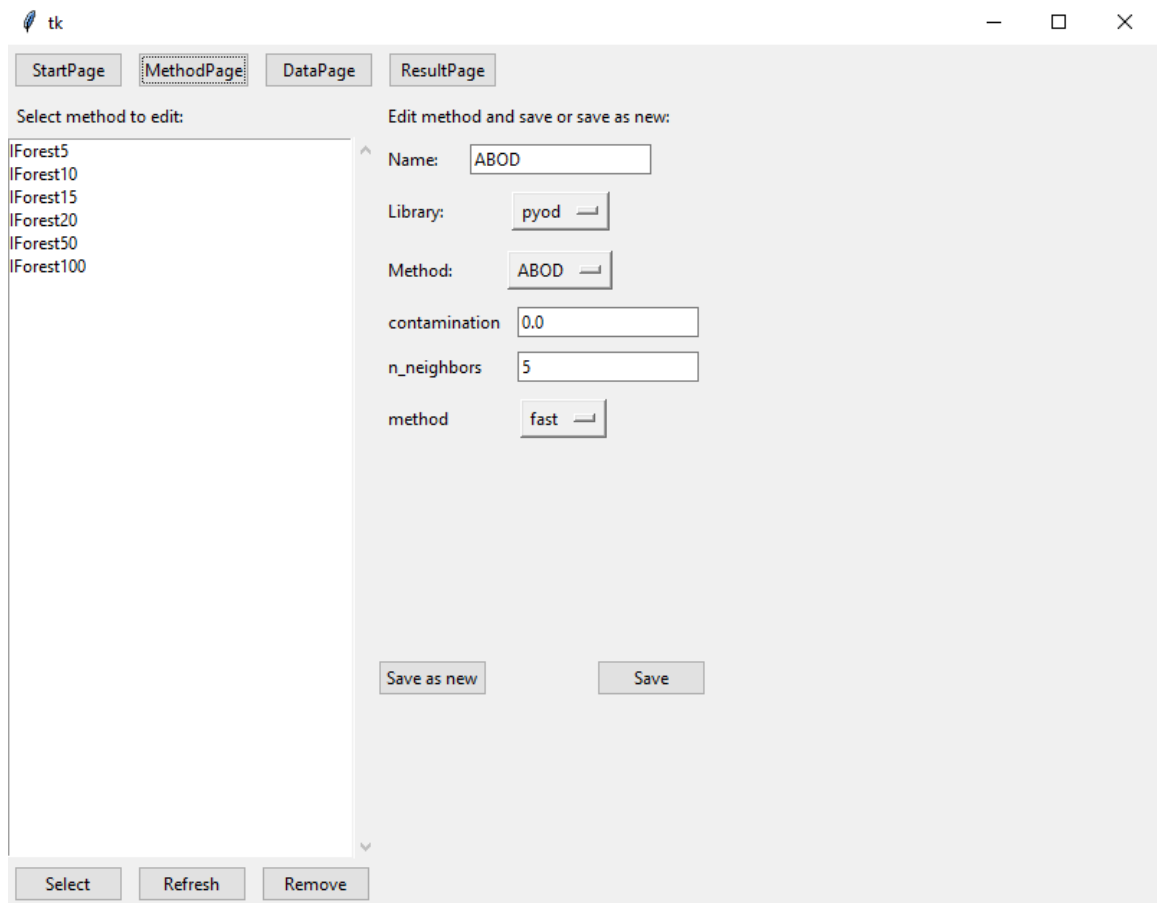 tk
StartPage MethodPage DataPage ResultPage
Select method to edit:
IForest5
IForest10
IForest15
IForest20
IForest50
IForest100
Select Refresh Remove
Edit method and save or save as new:
Name: ABOD
Library: pyod
Method: ABOD
contamination 0.0
n_neighbors 5
method fast
Save as new Save